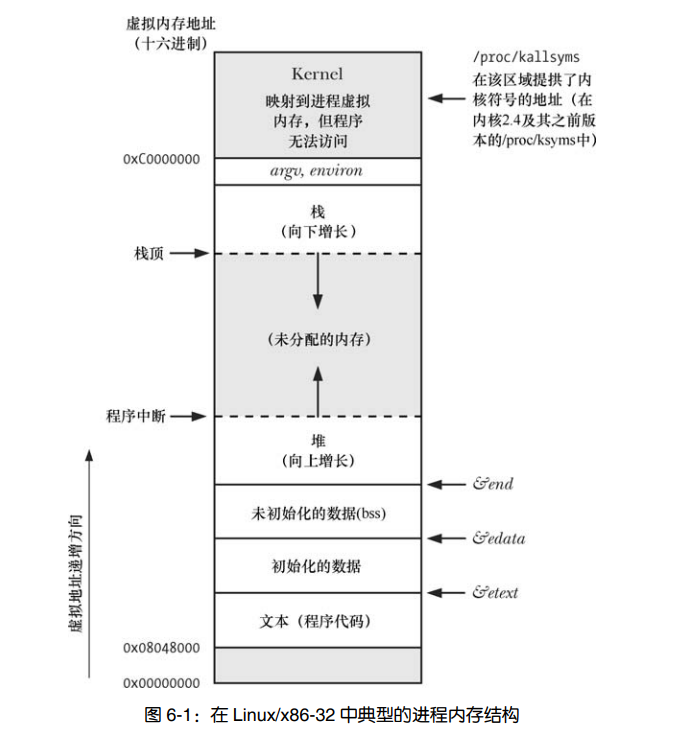 虚拟内存地址
（十六进制）
/proc/kallsyms
在该区域提供了内
核符号的地址（在
内核2.4及其之前版
本的/proc/ksyms中）
Kernel
映射到进程虚拟
内存，但程序
无法访问
0xC0000000
argv, environ
栈
（向下增长）
栈顶
（未分配的内存）
程序中断
堆
（向上增长）
&end
未初始化的数据(bss)
&edata
初始化的数据
&etext
文本（程序代码）
0x08048000
0x00000000
虚拟地址递增方向
图 6-1：在 Linux/x86-32 中典型的进程内存结构